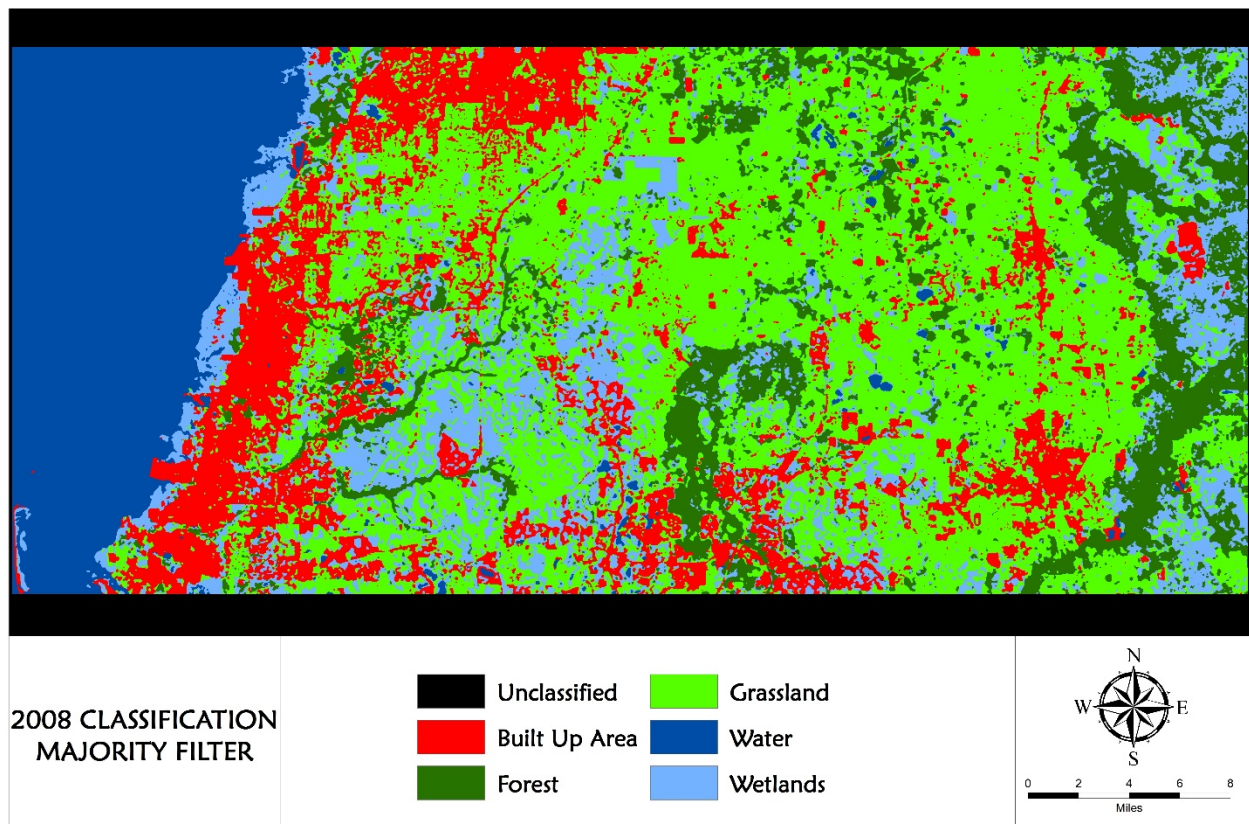 2008 CLASSIFICATION
MAJORITY FILTER
Unclassified
Built Up Area
Forest
Grassland
Water
Wetlands
N
W E
S
0 2 4 6 8
Miles